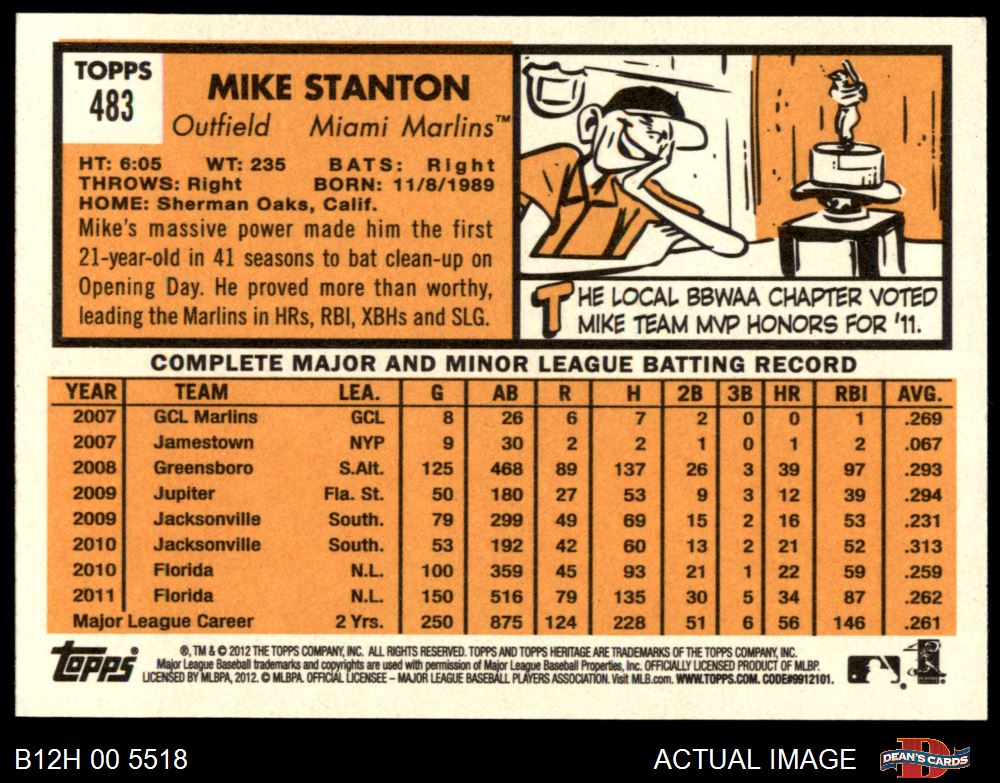 TOPPS
483
MIKE STANTON
Outfield Miami Marlins™
HT: 6:05 WT: 235 BATS: Right
THROWS: Right BORN: 11/8/1989
HOME: Sherman Oaks, Calif.
Mike's massive power made him the first
21-year-old in 41 seasons to bat clean-up on
Opening Day. He proved more than worthy,
leading the Marlins in HRs, RBI, XBHs and SLG.
THE LOCAL BBWAA CHAPTER VOTED
MIKE TEAM MVP HONORS FOR '11.
COMPLETE MAJOR AND MINOR LEAGUE BATTING RECORD
YEAR TEAM LEA. G AB R H 2B 3B HR RBI AVG.
2007 GCL Marlins GCL 8 26 6 7 2 0 0 1 .269
2007 Jamestown NYP 9 30 2 2 1 0 1 2 .067
2008 Greensboro S.Alt. 125 468 89 137 26 3 39 97 .293
2009 Jupiter Fla. St. 50 180 27 53 9 3 12 39 .294
2009 Jacksonville South. 79 299 49 69 15 2 16 53 .231
2010 Jacksonville South. 53 192 42 60 13 2 21 52 .313
2010 Florida N.L. 100 359 45 93 21 1 22 59 .259
2011 Florida N.L. 150 516 79 135 30 5 34 87 .262
Major League Career 2 Yrs. 250 875 124 228 51 6 56 146 .261
Topps®
®, TM & © 2012 THE TOPPS COMPANY, INC. ALL RIGHTS RESERVED. TOPPS AND TOPPS HERITAGE ARE TRADEMARKS OF THE TOPPS COMPANY, INC.
Major League Baseball trademarks and copyrights are used with permission of Major League Baseball Properties, Inc. OFFICIALLY LICENSED PRODUCT OF MLBP.
LICENSED BY MLBPA, 2012. © MLBPA. OFFICIAL LICENSEE – MAJOR LEAGUE BASEBALL PLAYERS ASSOCIATION. Visit MLB.com. WWW.TOPPS.COM. CODE#9912101.
B12H 00 5518
ACTUAL IMAGE
DEAN'S CARDS